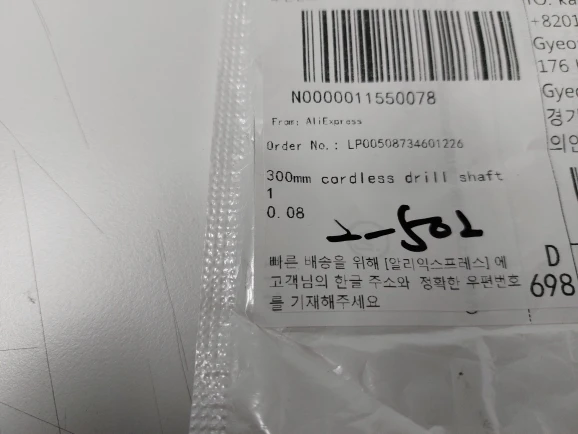 N0000011550078
From: AliExpress
Order No.: LP00508734601226
300mm cordless drill shaft
1
0.08
2-502
빠른 배송을 위해 [알리익스프레스] 에
고객님의 한글 주소와 정확한 우편번호
를 기재해주세요
+8201
Gyeo
176
Gyeo
경기
의인
D
698